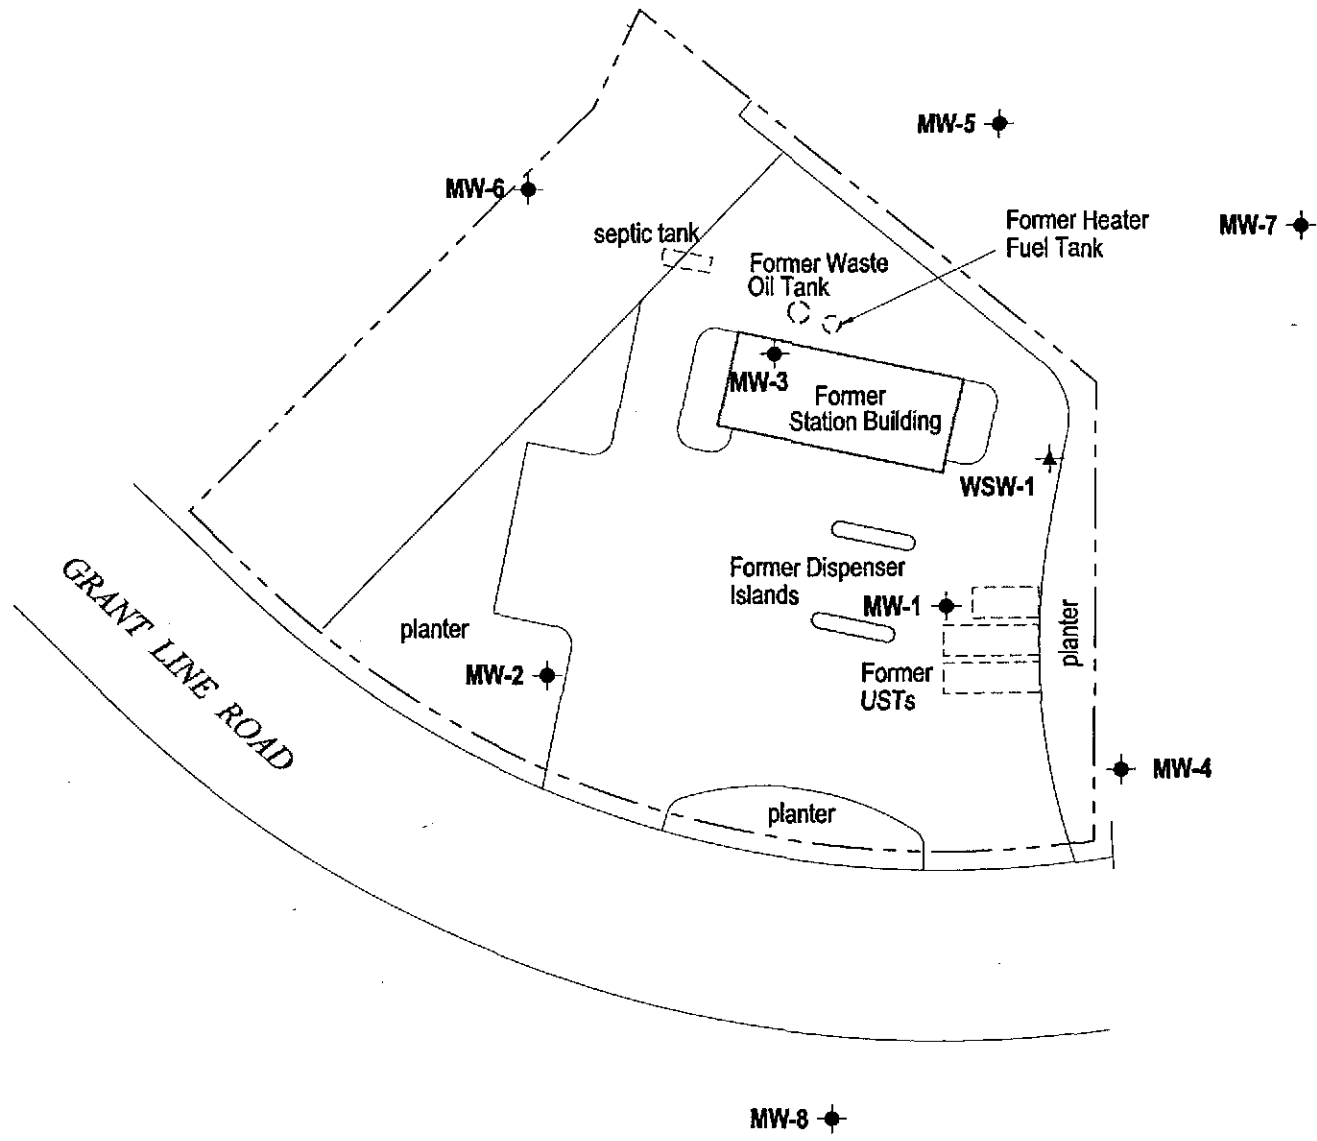 MW-5
MW-6
MW-7
Former Heater
Fuel Tank
septic tank
Former Waste
Oil Tank
MW-3
Former
Station Building
WSW-1
Former Dispenser
Islands
MW-1
planter
planter
MW-2
Former
USTs
GRANT LINE ROAD
MW-4
planter
MW-8